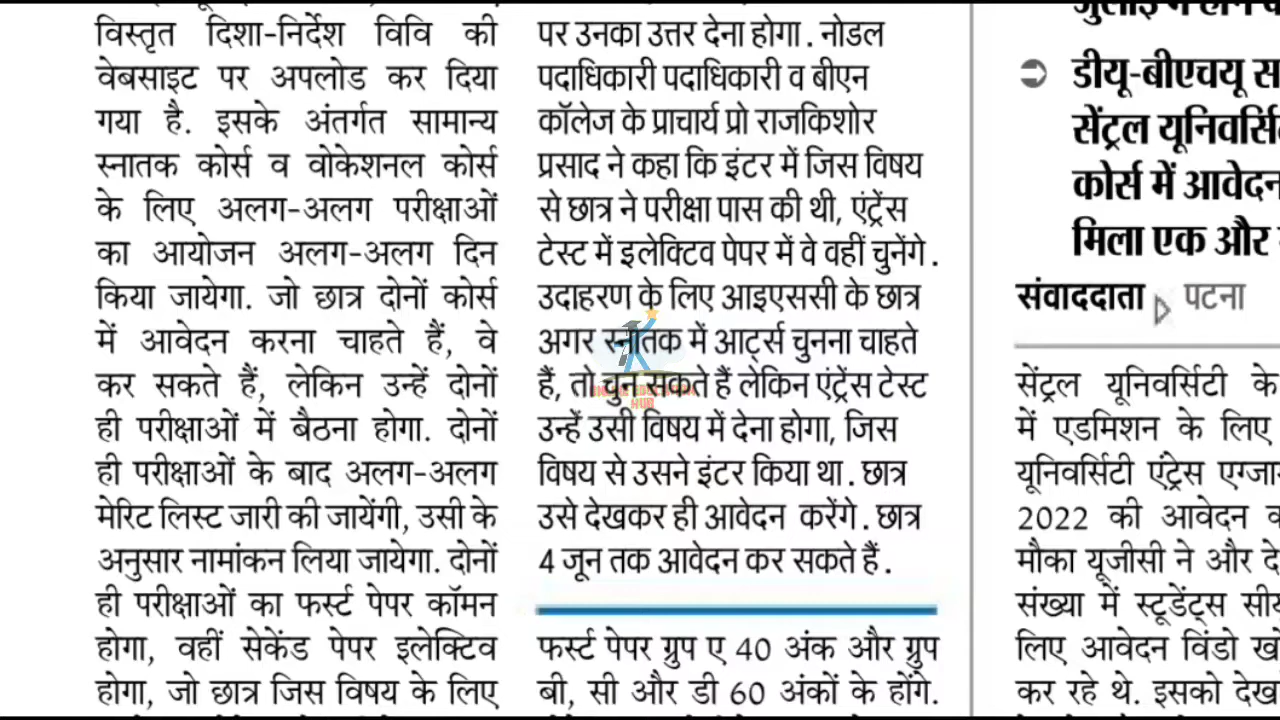 विस्तृत दिशा-निर्देश विवि की
वेबसाइट पर अपलोड कर दिया
गया है. इसके अंतर्गत सामान्य
स्नातक कोर्स व वोकेशनल कोर्स
के लिए अलग-अलग परीक्षाओं
का आयोजन अलग-अलग दिन
किया जायेगा. जो छात्र दोनों कोर्स
में आवेदन करना चाहते हैं, वे
कर सकते हैं, लेकिन उन्हें दोनों
ही परीक्षाओं में बैठना होगा. दोनों
ही परीक्षाओं के बाद अलग-अलग
मेरिट लिस्ट जारी की जायेंगी, उसी के
अनुसार नामांकन लिया जायेगा. दोनों
ही परीक्षाओं का फर्स्ट पेपर कॉमन
होगा, वहीं सेकेंड पेपर इलेक्टिव
होगा, जो छात्र जिस विषय के लिए
पर उनका उत्तर देना होगा. नोडल
पदाधिकारी पदाधिकारी व बीएन
कॉलेज के प्राचार्य प्रो राजकिशोर
प्रसाद ने कहा कि इंटर में जिस विषय
से छात्र ने परीक्षा पास की थी, एंट्रेंस
टेस्ट में इलेक्टिव पेपर में वे वहीं चुनेंगे.
उदाहरण के लिए आइएससी के छात्र
अगर स्नातक में आर्ट्स चुनना चाहते
हैं, तो चुन सकते हैं लेकिन एंट्रेंस टेस्ट
उन्हें उसी विषय में देना होगा, जिस
विषय से उसने इंटर किया था. छात्र
उसे देखकर ही आवेदन करेंगे. छात्र
4 जून तक आवेदन कर सकते हैं.
फर्स्ट पेपर ग्रुप ए 40 अंक और ग्रुप
बी, सी और डी 60 अंकों के होंगे.
डीयू-बीएचयू
सेंट्रल
कोर्स में आवेदन
मिला एक और
संवाददाता पटना
सेंट्रल यूनिवर्सिटी के
में एडमिशन के लिए
यूनिवर्सिटी एंट्रेस
2022 की आवेदन
मौका यूजीसी ने और
संख्या में स्टूडेंट्स
लिए आवेदन विंडो
कर रहे थे. इसको